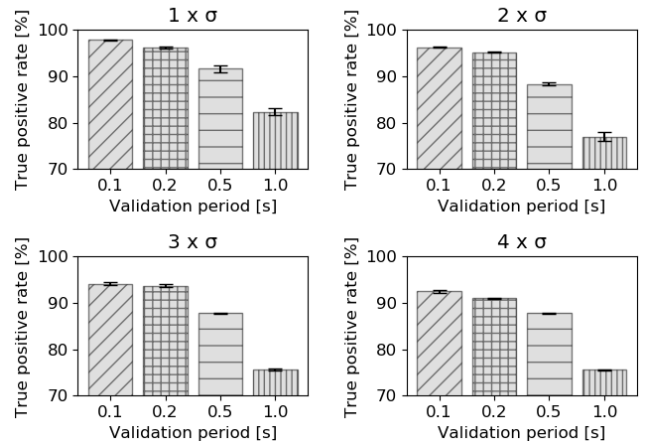 1 x σ
True positive rate [%]
100
90
80
70
0.1 0.2 0.5 1.0
Validation period [s]
2 x σ
True positive rate [%]
100
90
80
70
0.1 0.2 0.5 1.0
Validation period [s]
3 x σ
True positive rate [%]
100
90
80
70
0.1 0.2 0.5 1.0
Validation period [s]
4 x σ
True positive rate [%]
100
90
80
70
0.1 0.2 0.5 1.0
Validation period [s]